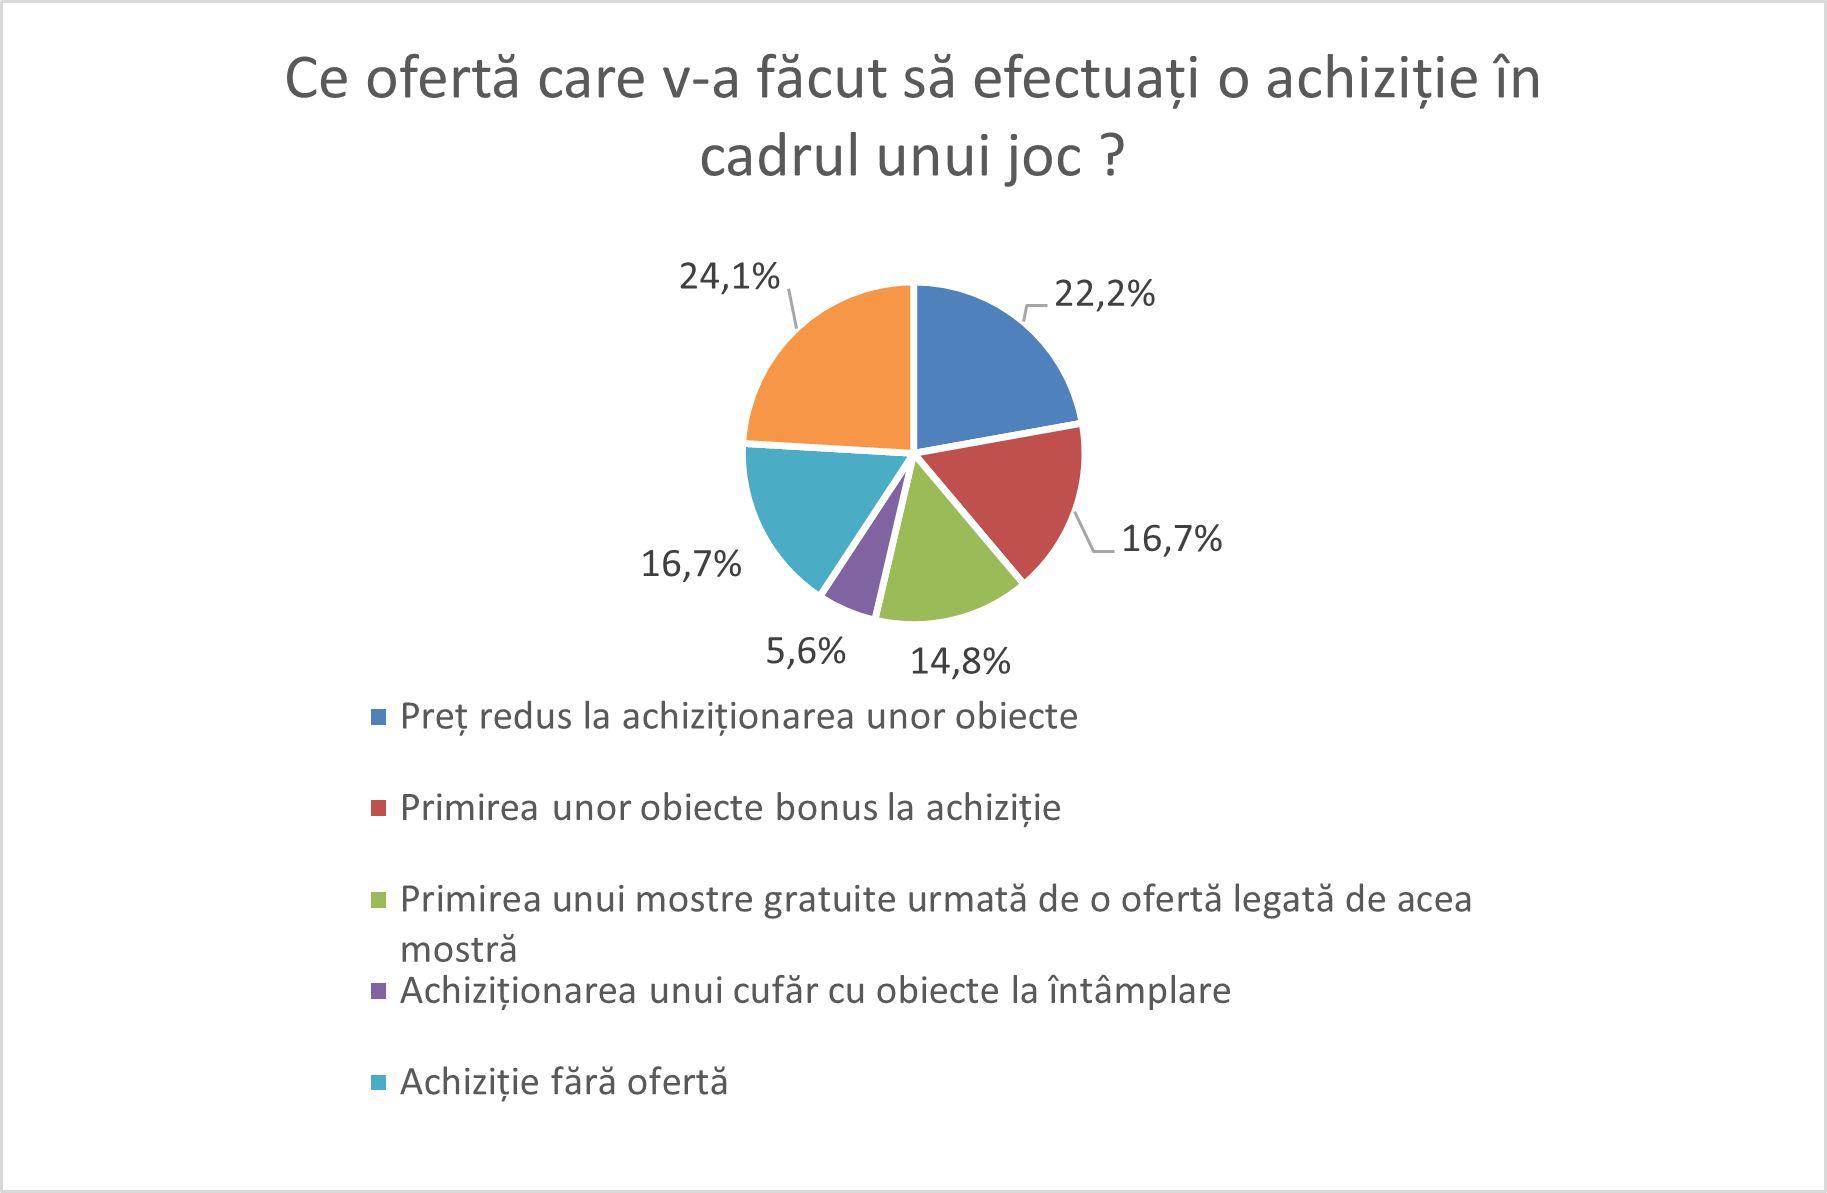 Ce ofertă care v-a făcut să efectuați o achiziție în
cadrul unui joc ?
24,1%
22,2%
16,7%
16,7%
5,6%
14,8%
Preț redus la achiziționarea unor obiecte
Primirea unor obiecte bonus la achiziție
Primirea unui mostre gratuite urmată de o ofertă legată de acea
mostră
Achiziționarea unui cufăr cu obiecte la întâmplare
Achiziție fără ofertă